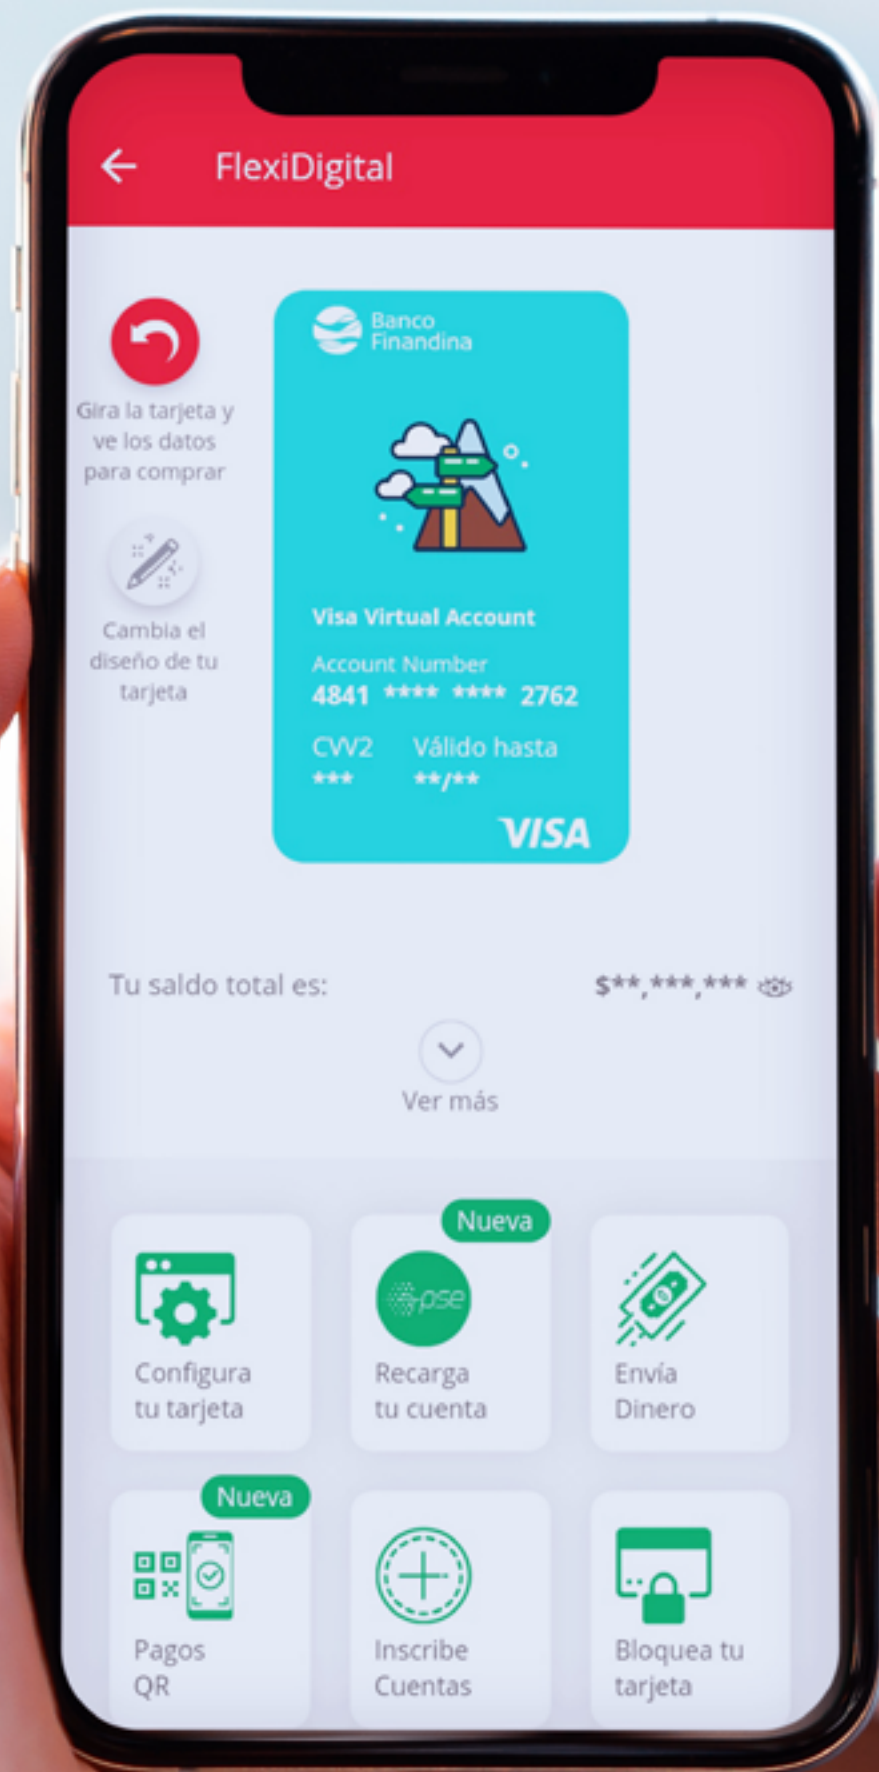 FlexiDigital
Banco
Finandina
Gira la tarjeta y
ve los datos
para comprar
Cambia el
diseño de tu
tarjeta
Visa Virtual Account
Account Number
4841 **** **** 2762
CVV2 Válido hasta
*** **/**
VISA
Tu saldo total es: $**,***,***
Ver más
Configura
tu tarjeta
Nueva
pse
Recarga
tu cuenta
Envía
Dinero
Nueva
Pagos
QR
Inscribe
Cuentas
Bloquea tu
tarjeta